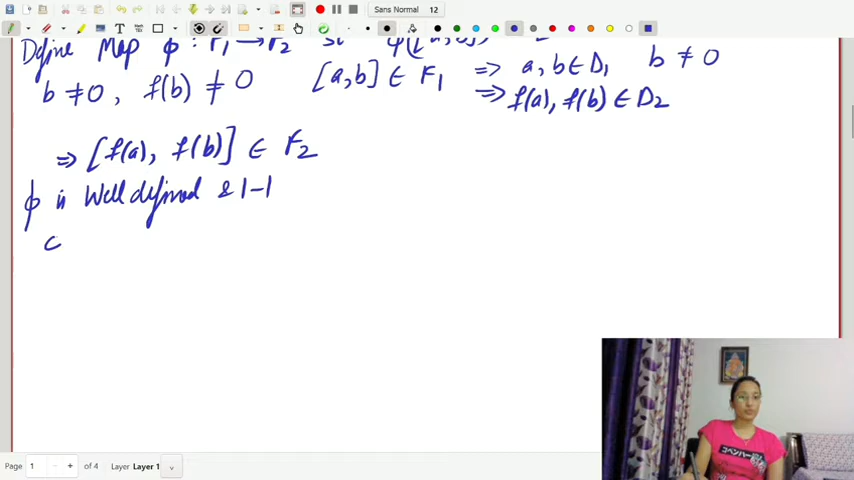 Sans Normal 12
Define Map φ : F₁ → F₂ st φ([a,b])
b ≠ 0 , f(b) ≠ 0 [a,b] ∈ F₁ => a, b ∈ D₁ b ≠ 0
=> f(a), f(b) ∈ D₂
=> [f(a), f(b)] ∈ F₂
φ is Well defined & 1-1
Page 1 of 4 Layer Layer 1